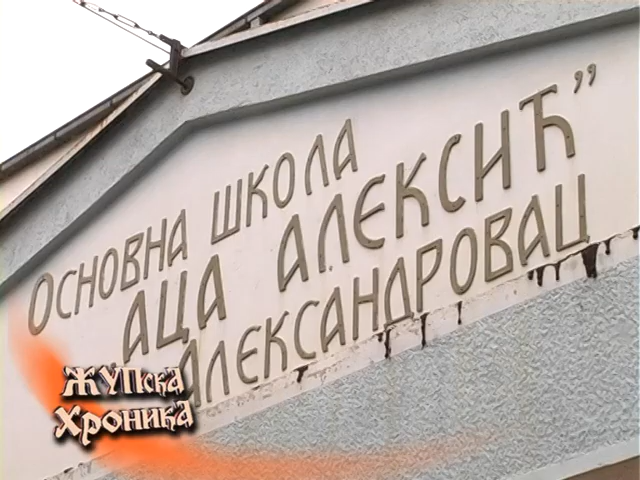 ОСНОВНА ШКОЛА
АЦА АЛЕКСИЋ”
АЛЕКСАНДРОВАЦ
ЖУПСКА
ХРОНИКА